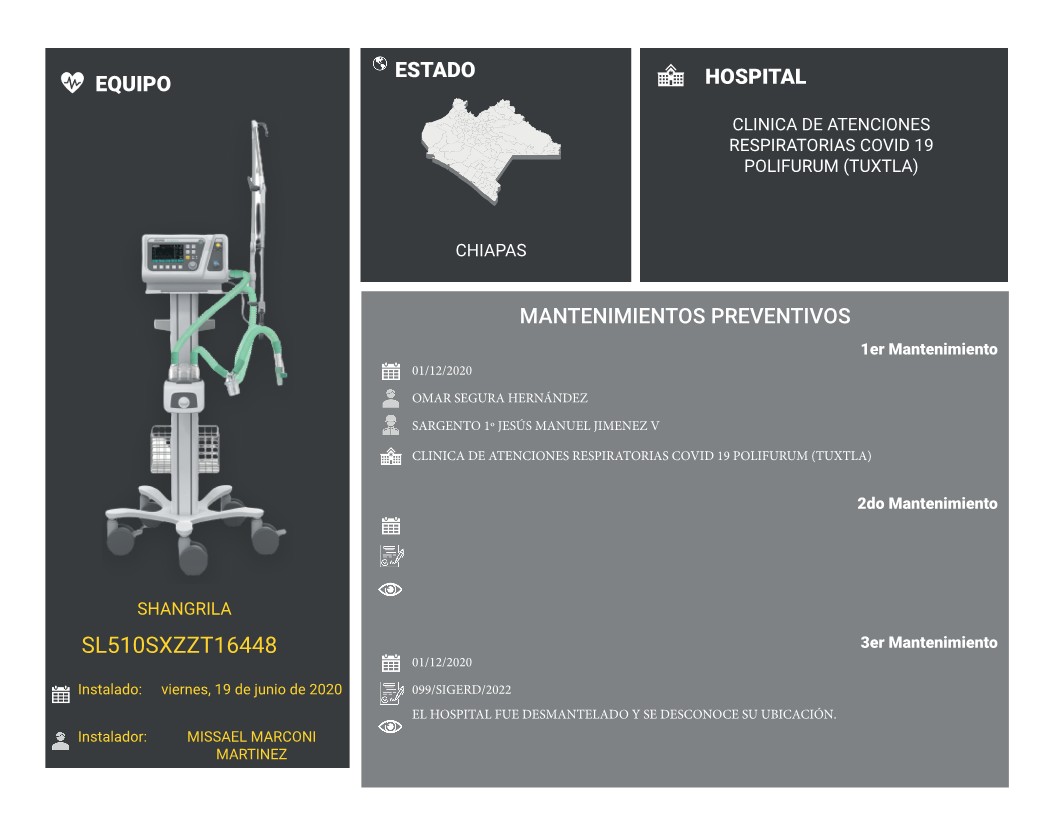 EQUIPO
SHANGRILA
SL510SXZZT16448
Instalado: viernes, 19 de junio de 2020
Instalador: MISSAEL MARCONI
MARTINEZ
ESTADO
CHIAPAS
HOSPITAL
CLINICA DE ATENCIONES
RESPIRATORIAS COVID 19
POLIFURUM (TUXTLA)
MANTENIMIENTOS PREVENTIVOS
1er Mantenimiento
01/12/2020
OMAR SEGURA HERNÁNDEZ
SARGENTO 1º JESÚS MANUEL JIMENEZ V
CLINICA DE ATENCIONES RESPIRATORIAS COVID 19 POLIFURUM (TUXTLA)
2do Mantenimiento
3er Mantenimiento
01/12/2020
099/SIGERD/2022
EL HOSPITAL FUE DESMANTELADO Y SE DESCONOCE SU UBICACIÓN.